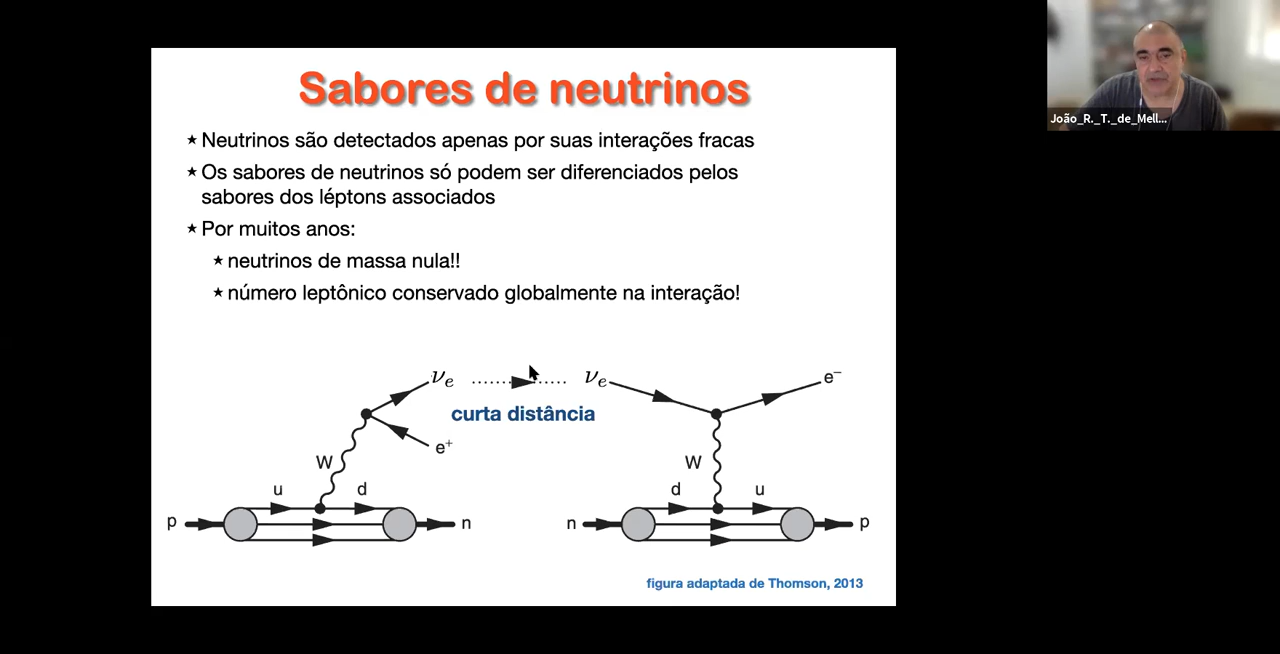 Sabores de neutrinos
★ Neutrinos são detectados apenas por suas interações fracas
★ Os sabores de neutrinos só podem ser diferenciados pelos
sabores dos léptons associados
★ Por muitos anos:
★ neutrinos de massa nula!!
★ número leptônico conservado globalmente na interação!
νe ............ νe
e⁻
curta distância
e⁺
W
W
u d
d u
p n
n p
figura adaptada de Thomson, 2013
João_R._T._de_Mell...